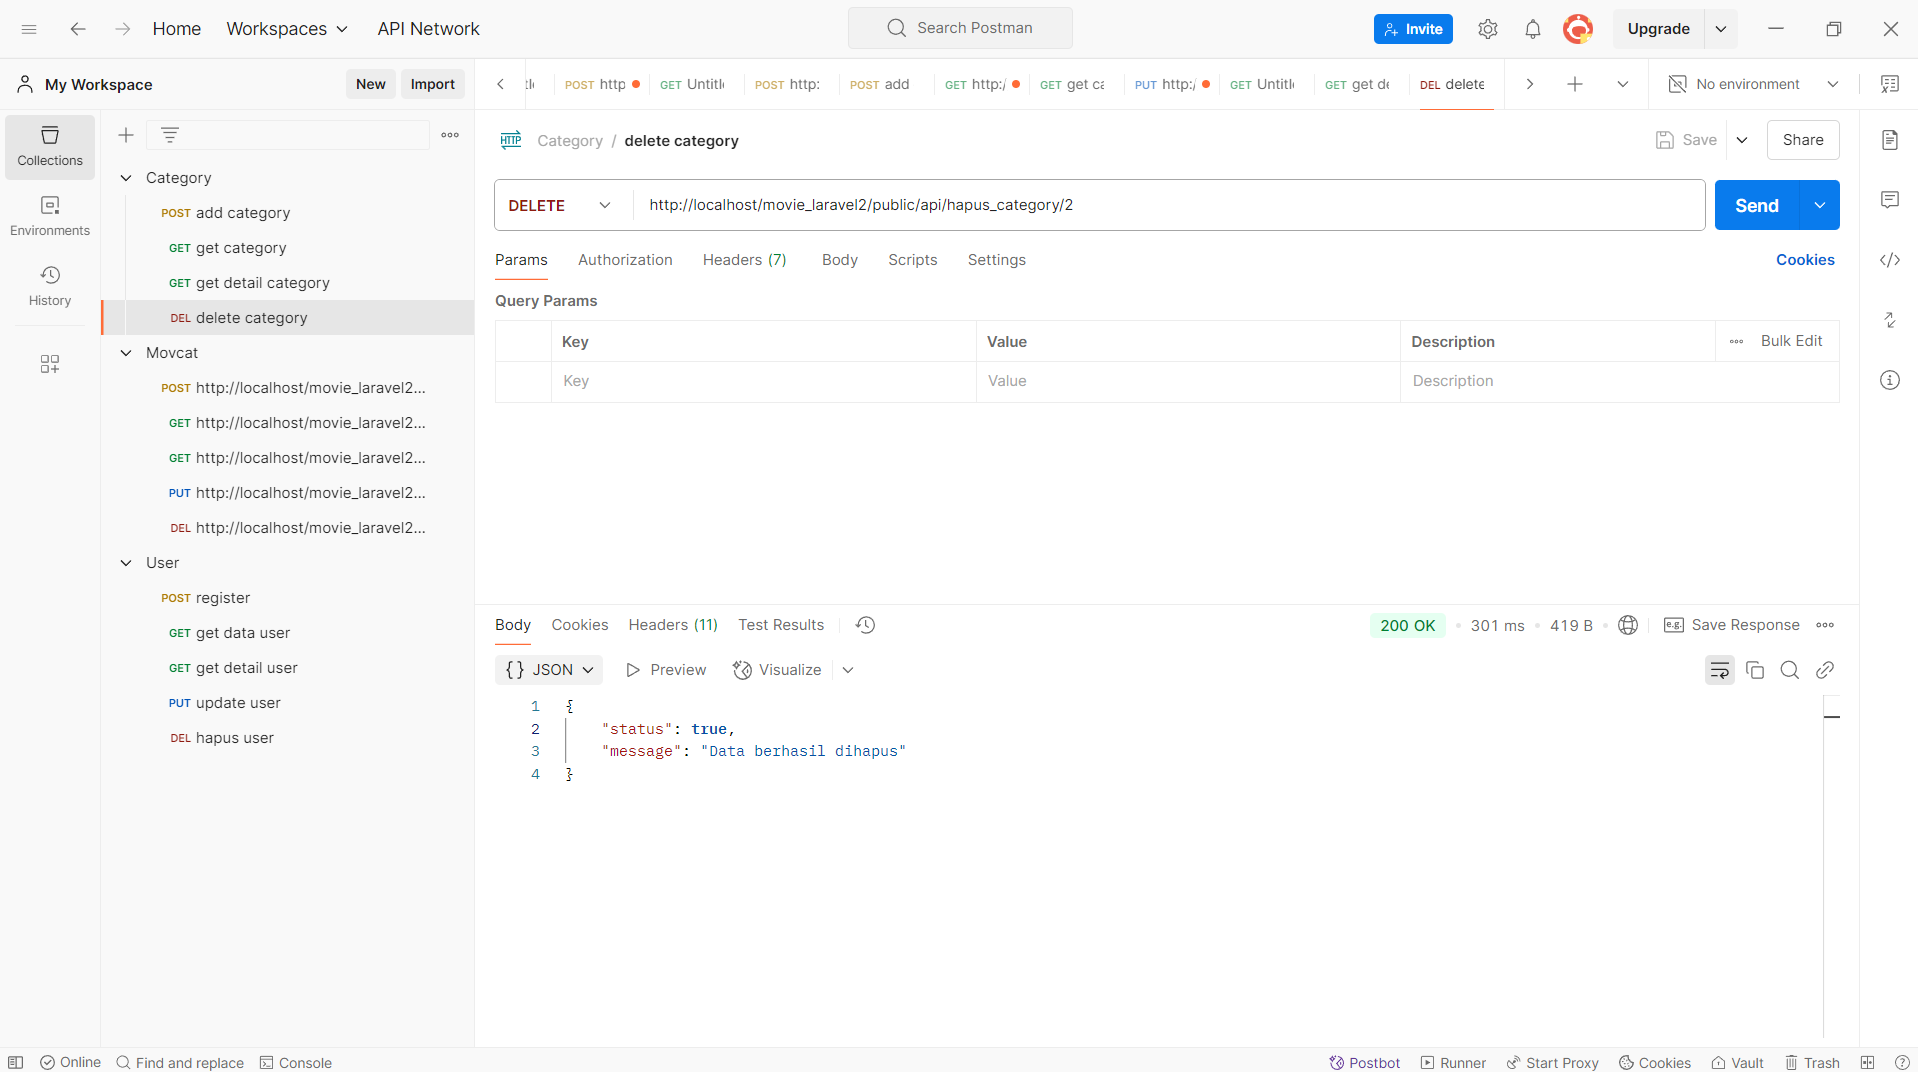 Home
Workspaces
API Network
Search Postman
Invite
Upgrade
My Workspace
New
Import
POST http
GET Untitle
POST http:
POST add
GET http:/
GET get ca
PUT http:/
GET Untitl
GET get de
DEL delete
No environment
Collections
Environments
History
Category
POST add category
GET get category
GET get detail category
DEL delete category
Movcat
POST http://localhost/movie_laravel2...
GET http://localhost/movie_laravel2...
GET http://localhost/movie_laravel2...
PUT http://localhost/movie_laravel2...
DEL http://localhost/movie_laravel2...
User
POST register
GET get data user
GET get detail user
PUT update user
DEL hapus user
HTTP Category / delete category
Save
Share
DELETE http://localhost/movie_laravel2/public/api/hapus_category/2
Send
Params Authorization Headers (7) Body Scripts Settings
Cookies
Query Params
Key Value Description Bulk Edit
Key Value Description
Body Cookies Headers (11) Test Results
200 OK 301 ms 419 B e.g. Save Response
{} JSON Preview Visualize
1 {
2 "status": true,
3 "message": "Data berhasil dihapus"
4 }
Online Find and replace Console
Postbot Runner Start Proxy Cookies Vault Trash